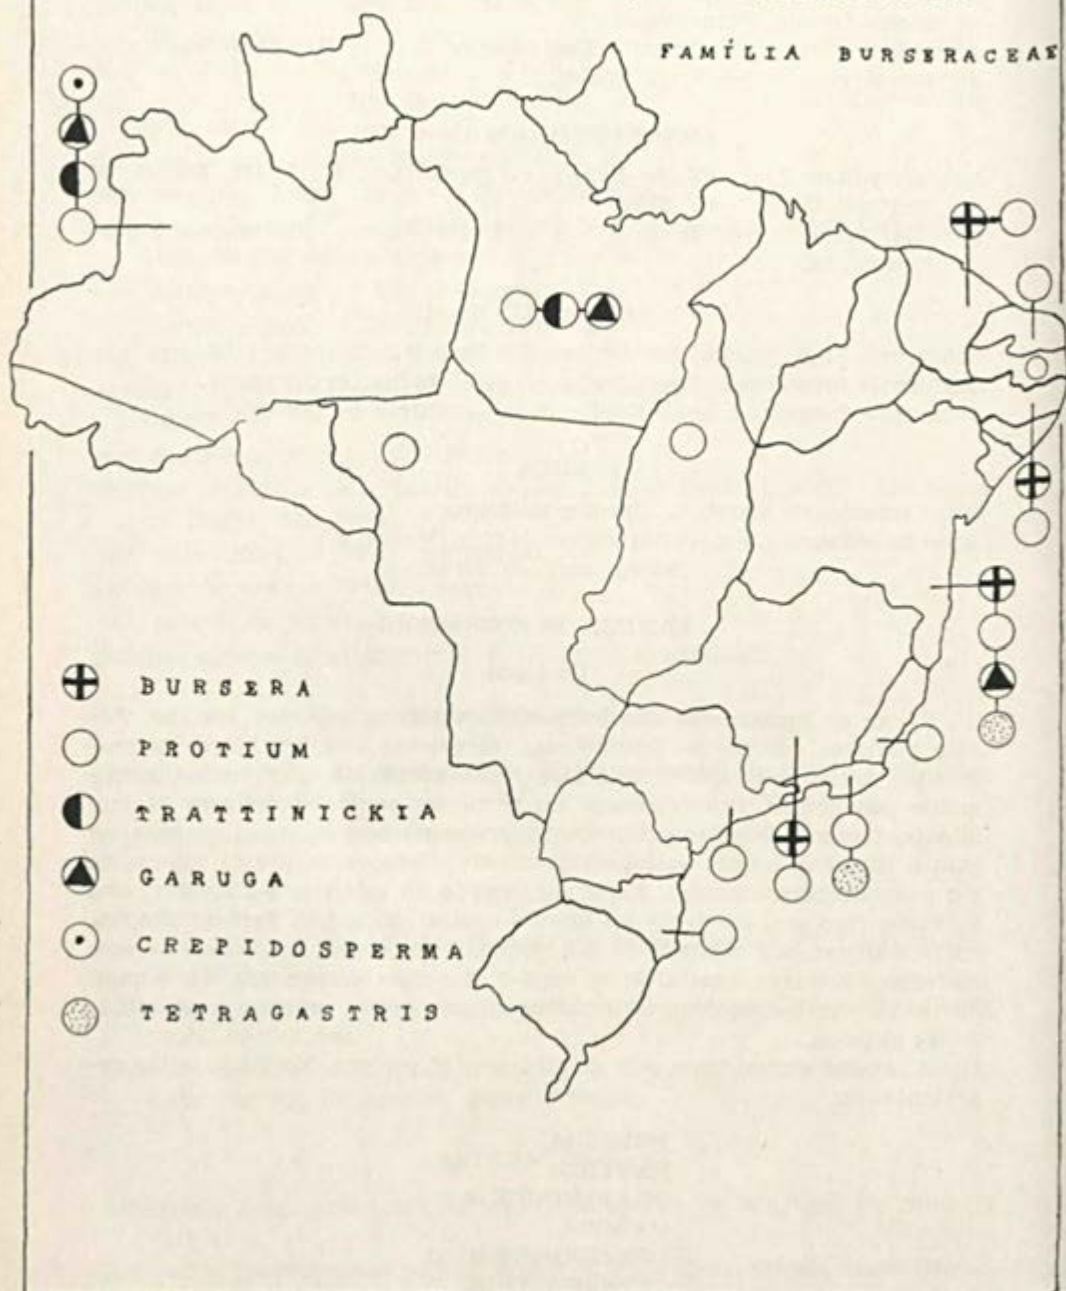 FAMÍLIA BURSERACEAE
BURSERA
PROTIUM
TRATTINICKIA
GARUGA
CREPIDOSPERMA
TETRAGASTRIS